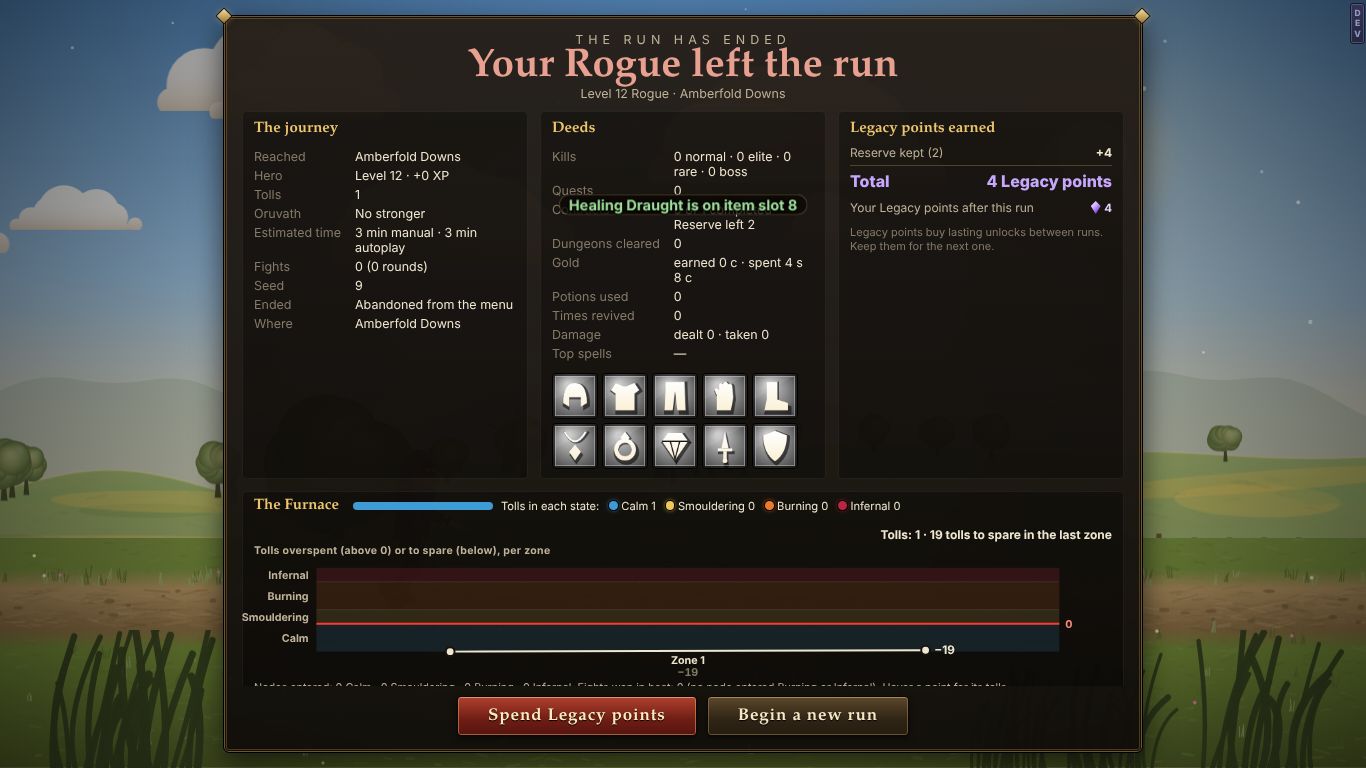 THE RUN HAS ENDED
Your Rogue left the run
Level 12 Rogue · Amberfold Downs
DEV
The journey
Reached Amberfold Downs
Hero Level 12 · +0 XP
Tolls 1
Oruvath No stronger
Estimated time 3 min manual · 3 min
autoplay
Fights 0 (0 rounds)
Seed 9
Ended Abandoned from the menu
Where Amberfold Downs
Deeds
Kills 0 normal · 0 elite · 0
rare · 0 boss
Quests 0
Healing Draught is on item slot 8
Reserve left 2
Dungeons cleared 0
Gold earned 0 c · spent 4 s
8 c
Potions used 0
Times revived 0
Damage dealt 0 · taken 0
Top spells —
Legacy points earned
Reserve kept (2) +4
Total 4 Legacy points
Your Legacy points after this run 4
Legacy points buy lasting unlocks between runs.
Keep them for the next one.
The Furnace Tolls in each state: Calm 1 Smouldering 0 Burning 0 Infernal 0
Tolls: 1 · 19 tolls to spare in the last zone
Tolls overspent (above 0) or to spare (below), per zone
Infernal
Burning
Smouldering
0
Calm
−19
Zone 1
−19
Spend Legacy points
Begin a new run